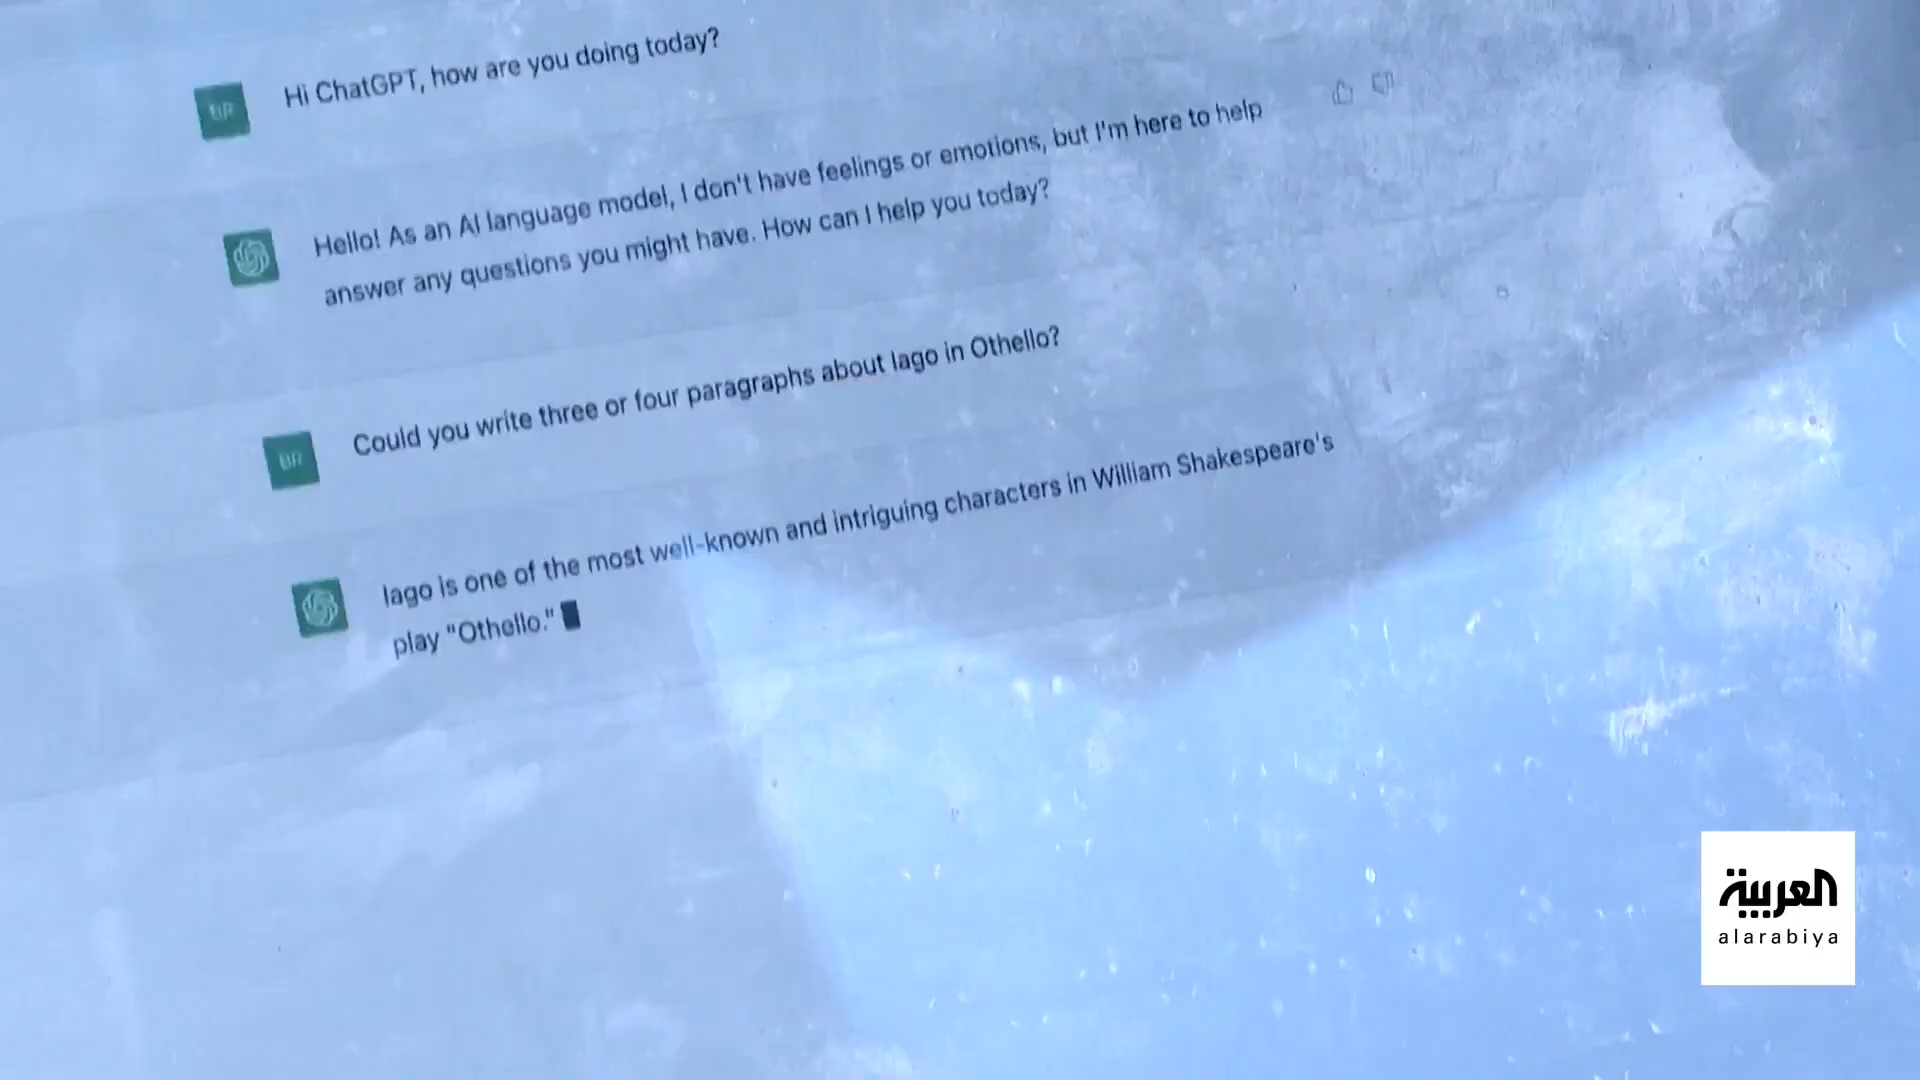 Hi ChatGPT, how are you doing today?
Hello! As an AI language model, I don't have feelings or emotions, but I'm here to help
answer any questions you might have. How can I help you today?
Could you write three or four paragraphs about Iago in Othello?
Iago is one of the most well-known and intriguing characters in William Shakespeare's
play "Othello."
العربية
alarabiya